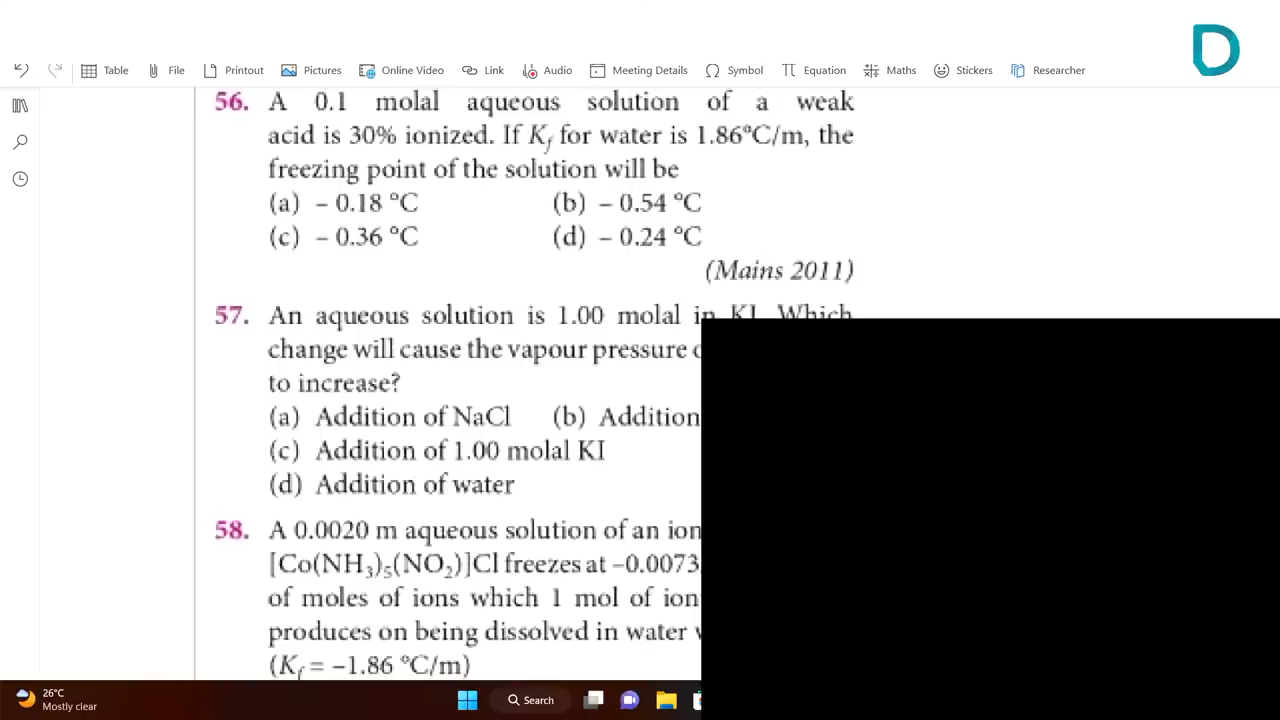 D
Table File Printout Pictures Online Video Link Audio Meeting Details Symbol Equation Maths Stickers Researcher
56. A 0.1 molal aqueous solution of a weak
acid is 30% ionized. If Kf for water is 1.86°C/m, the
freezing point of the solution will be
(a) – 0.18 °C (b) – 0.54 °C
(c) – 0.36 °C (d) – 0.24 °C
(Mains 2011)
57. An aqueous solution is 1.00 molal in KI. Which
change will cause the vapour pressure
to increase?
(a) Addition of NaCl (b) Addition
(c) Addition of 1.00 molal KI
(d) Addition of water
58. A 0.0020 m aqueous solution of an ion
[Co(NH3)5(NO2)]Cl freezes at –0.0073
of moles of ions which 1 mol of ion
produces on being dissolved in water
(Kf = –1.86 °C/m)
26°C
Mostly clear
Search